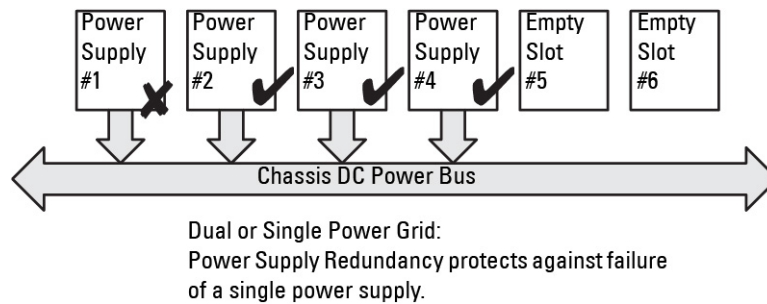 Power
Supply
#1
Power
Supply
#2
Power
Supply
#3
Power
Supply
#4
Empty
Slot
#5
Empty
Slot
#6
Chassis DC Power Bus
Dual or Single Power Grid:
Power Supply Redundancy protects against failure
of a single power supply.